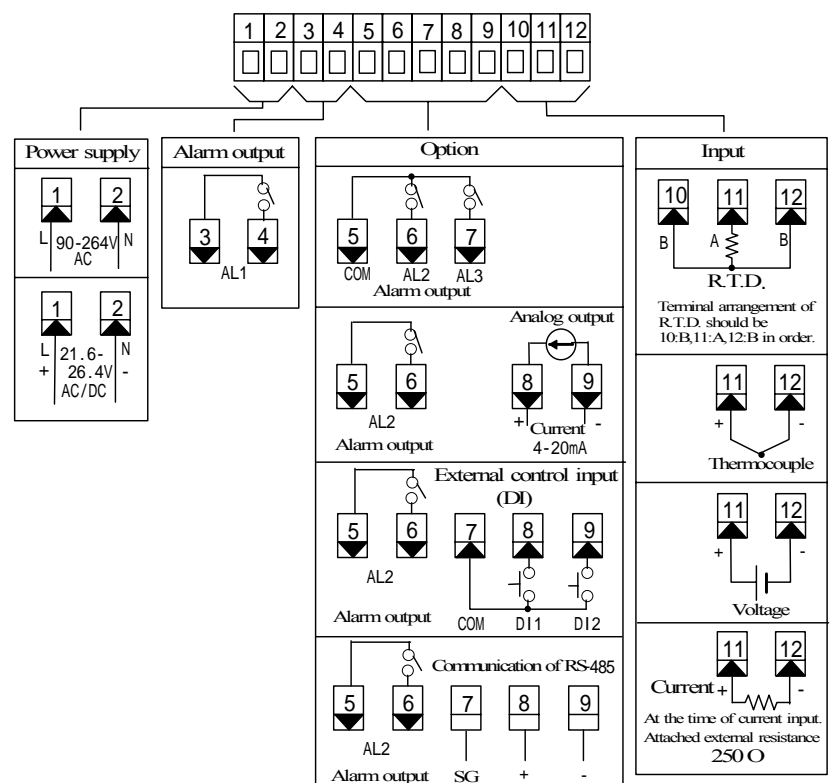 1 2 3 4 5 6 7 8 9 10 11 12
Power supply
1 2
L 90-264V N
AC
1 2
L 21.6- N
+ 26.4V -
AC/DC
Alarm output
3 4
AL1
Option
5 6 7
COM AL2 AL3
Alarm output
Analog output
5 6 8 9
AL2
+ Current -
Alarm output
4-20mA
External control input
(DI)
5 6 7 8 9
AL2
Alarm output
COM DI1 DI2
Communication of RS-485
5 6 7 8 9
AL2
Alarm output SG + -
Input
10 11 12
B A B
R.T.D.
Terminal arrangement of
R.T.D. should be
10:B,11:A,12:B in order.
11 12
+ -
Thermocouple
11 12
+ -
Voltage
11 12
Current + -
At the time of current input.
Attached external resistance
250 O